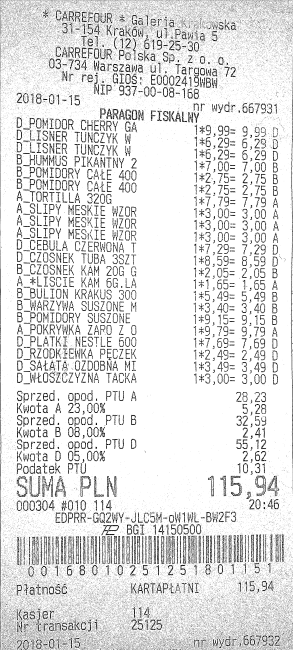 * CARREFOUR * Galeria Krakowska
31-154 Kraków, ul.Pawia 5
Tel. (12) 619-25-30
CARREFOUR Polska Sp. z o. o.
03-734 Warszawa ul. Targowa 72
Nr rej. GIOŚ: E0002419WBW
NIP 937-00-08-168
2018-01-15 nr wydr.667931
PARAGON FISKALNY
D_POMIDOR CHERRY GA 1*9,99= 9,99 D
D_LISNER TUŃCZYK W 1*6,29= 6,29 D
D_LISNER TUŃCZYK W 1*6,29= 6,29 D
B_HUMMUS PIKANTNY 2 1*7,00= 7,00 B
B_POMIDORY CAŁE 400 1*2,75= 2,75 B
B_POMIDORY CAŁE 400 1*2,75= 2,75 B
A_TORTILLA 320G 1*7,79= 7,79 A
A_SLIPY MĘSKIE WZOR 1*3,00= 3,00 A
A_SLIPY MĘSKIE WZOR 1*3,00= 3,00 A
A_SLIPY MĘSKIE WZOR 1*3,00= 3,00 A
D_CEBULA CZERWONA T 1*7,29= 7,29 D
D_CZOSNEK TUBA 3SZT 1*8,59= 8,59 D
B_CZOSNEK KAM 20G G 1*2,05= 2,05 B
A_*LIŚCIE KAM 6G.LA 1*1,65= 1,65 A
B_BULION KRAKUS 300 1*5,49= 5,49 B
B_WARZYWA SUSZONE M 1*3,40= 3,40 B
B_POMIDORY SUSZONE 1*9,15= 9,15 B
A_POKRYWKA ZAPO Z O 1*9,79= 9,79 A
D_PŁATKI NESTLE 600 1*7,69= 7,69 D
D_RZODKIEWKA PĘCZEK 1*2,49= 2,49 D
D_SAŁATA OZDOBNA MI 1*3,49= 3,49 D
D_WŁOSZCZYZNA TACKA 1*3,00= 3,00 D
Sprzed. opod. PTU A 28,23
Kwota A 23,00% 5,28
Sprzed. opod. PTU B 32,59
Kwota B 08,00% 2,41
Sprzed. opod. PTU D 55,12
Kwota D 05,00% 2,62
Podatek PTU 10,31
SUMA PLN 115,94
000304 #010 114 20:46
EDPRR-GQ2WY-JLC5M-oW1WL-BW2F3
BGI 14150500
0016801025125180115​1
Płatność KARTAPŁATNI 115,94
Kasjer 114
Nr transakcji 25125
2018-01-15 nr wydr.667932